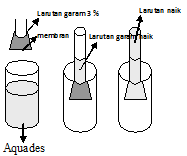 Larutan garam 3 %
Larutan naik
membran
Larutan garam naik
Aquades